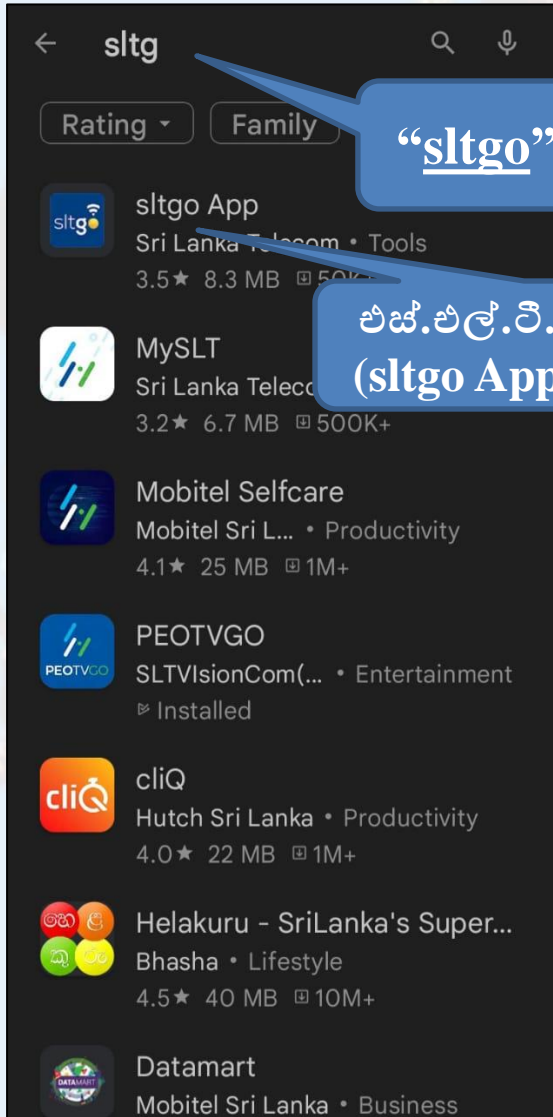 sltg
Rating
Family
“sltgo”
sltgo
sltgo App
Sri Lanka Telecom • Tools
3.5★ 8.3 MB 50K+
එස්.එල්.ටී.
(sltgo App
MySLT
Sri Lanka Teleco
3.2★ 6.7 MB 500K+
Mobitel Selfcare
Mobitel Sri L... • Productivity
4.1★ 25 MB 1M+
PEOTVGO
PEOTVGO
SLTVIsionCom(... • Entertainment
Installed
cliQ
cliQ
Hutch Sri Lanka • Productivity
4.0★ 22 MB 1M+
හෙ ළ
කු රු
Helakuru - SriLanka's Super...
Bhasha • Lifestyle
4.5★ 40 MB 10M+
DATAMART
Datamart
Mobitel Sri Lanka • Business